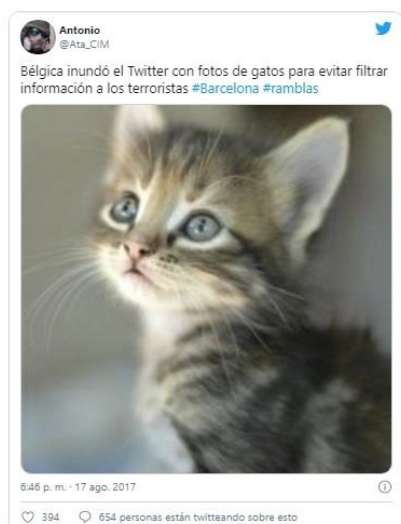 Antonio
@Ata_CIM
Bélgica inundó el Twitter con fotos de gatos para evitar filtrar
información a los terroristas #Barcelona #ramblas
6:46 p. m. · 17 ago. 2017
394 654 personas están twitteando sobre esto